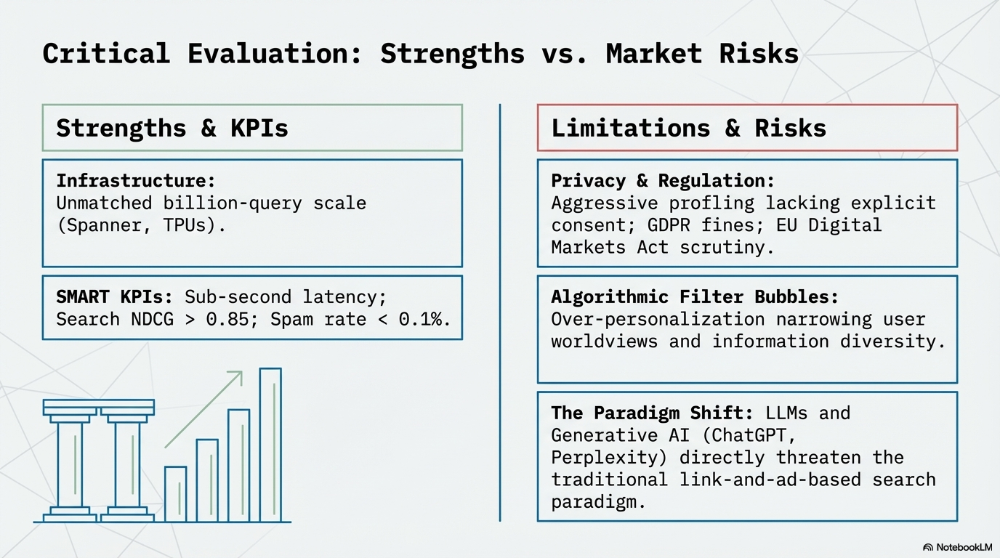 Critical Evaluation: Strengths vs. Market Risks
Strengths & KPIs
Infrastructure:
Unmatched billion-query scale
(Spanner, TPUs).
SMART KPIs: Sub-second latency;
Search NDCG > 0.85; Spam rate < 0.1%.
Limitations & Risks
Privacy & Regulation:
Aggressive profling lacking explicit
consent; GDPR fines; EU Digital
Markets Act scrutiny.
Algorithmic Filter Bubbles:
Over-personalization narrowing user
worldviews and information diversity.
The Paradigm Shift: LLMs and
Generative AI (ChatGPT,
Perplexity) directly threaten the
traditional link-and-ad-based search
paradigm.
NotebookLM